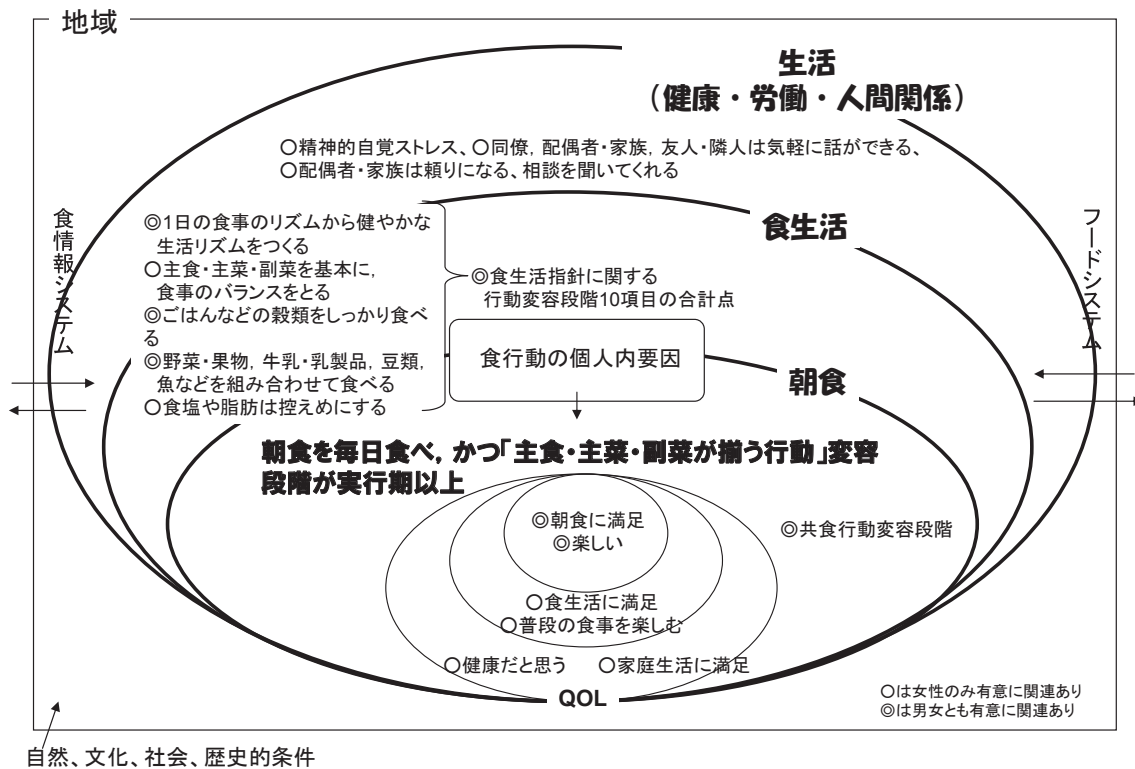 地域
生活
（健康・労働・人間関係）
○精神的自覚ストレス、○同僚，配偶者・家族，友人・隣人は気軽に話ができる、
○配偶者・家族は頼りになる、相談を聞いてくれる
食情報システム
フードシステム
食生活
◎1日の食事のリズムから健やかな
生活リズムをつくる
○主食・主菜・副菜を基本に，
食事のバランスをとる
◎ごはんなどの穀類をしっかり食べ
る
◎野菜・果物，牛乳・乳製品，豆類，
魚などを組み合わせて食べる
○食塩や脂肪は控えめにする
◎食生活指針に関する
行動変容段階10項目の合計点
食行動の個人内要因
朝食
朝食を毎日食べ，かつ「主食・主菜・副菜が揃う行動」変容
段階が実行期以上
◎朝食に満足
◎楽しい
◎共食行動変容段階
○食生活に満足
○普段の食事を楽しむ
○健康だと思う ○家庭生活に満足
QOL
○は女性のみ有意に関連あり
◎は男女とも有意に関連あり
自然、文化、社会、歴史的条件